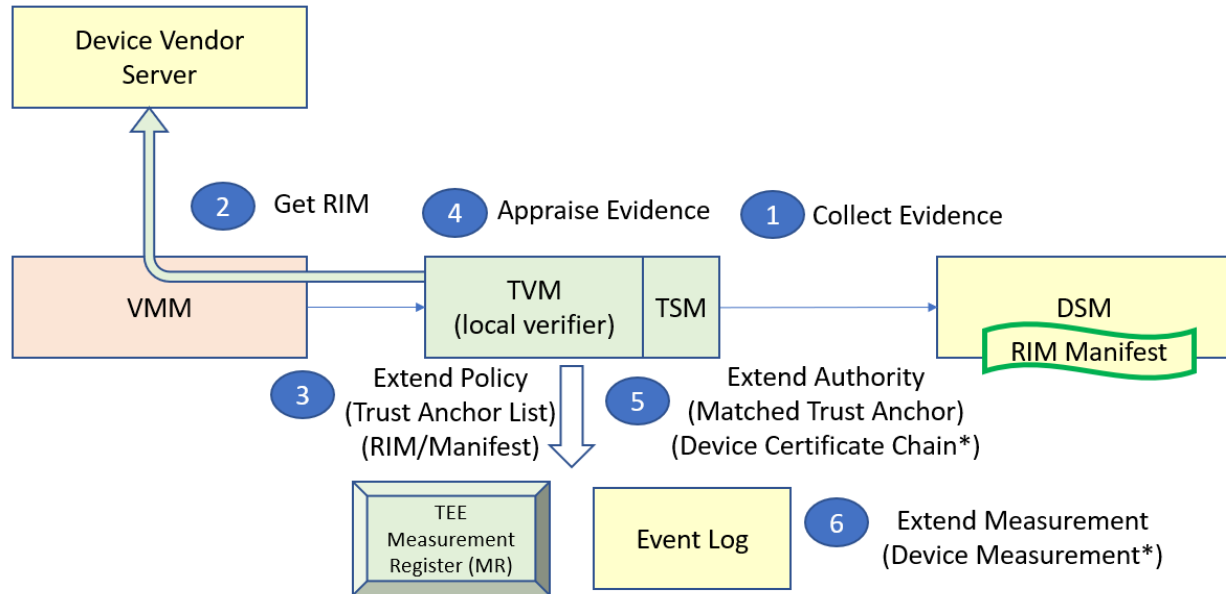 Device Vendor
Server
2
Get RIM
4
Appraise Evidence
1
Collect Evidence
VMM
TVM
(local verifier)
TSM
DSM
RIM Manifest
3
Extend Policy
(Trust Anchor List)
(RIM/Manifest)
5
Extend Authority
(Matched Trust Anchor)
(Device Certificate Chain*)
TEE
Measurement
Register (MR)
Event Log
6
Extend Measurement
(Device Measurement*)